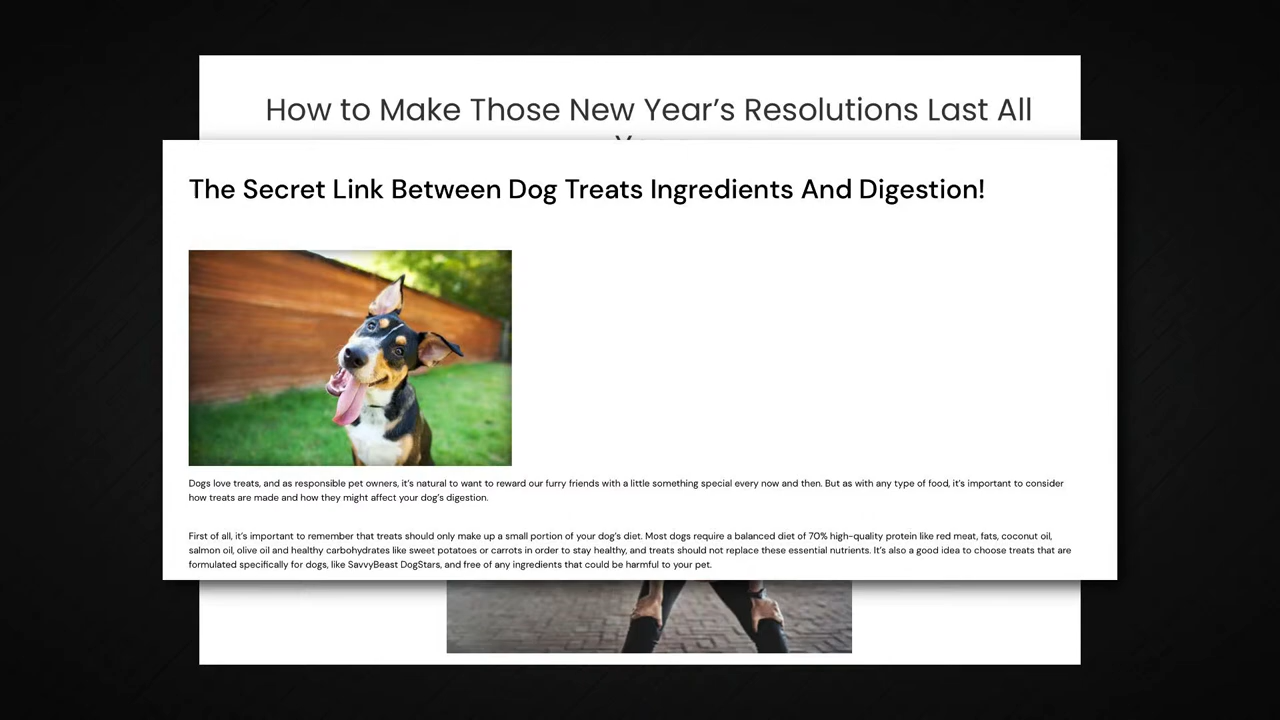 How to Make Those New Year’s Resolutions Last All
The Secret Link Between Dog Treats Ingredients And Digestion!
Dogs love treats, and as responsible pet owners, it’s natural to want to reward our furry friends with a little something special every now and then. But as with any type of food, it’s important to consider
how treats are made and how they might affect your dog’s digestion.
First of all, it’s important to remember that treats should only make up a small portion of your dog’s diet. Most dogs require a balanced diet of 70% high-quality protein like red meat, fats, coconut oil,
salmon oil, olive oil and healthy carbohydrates like sweet potatoes or carrots in order to stay healthy, and treats should not replace these essential nutrients. It’s also a good idea to choose treats that are
formulated specifically for dogs, like SavvyBeast DogStars, and free of any ingredients that could be harmful to your pet.